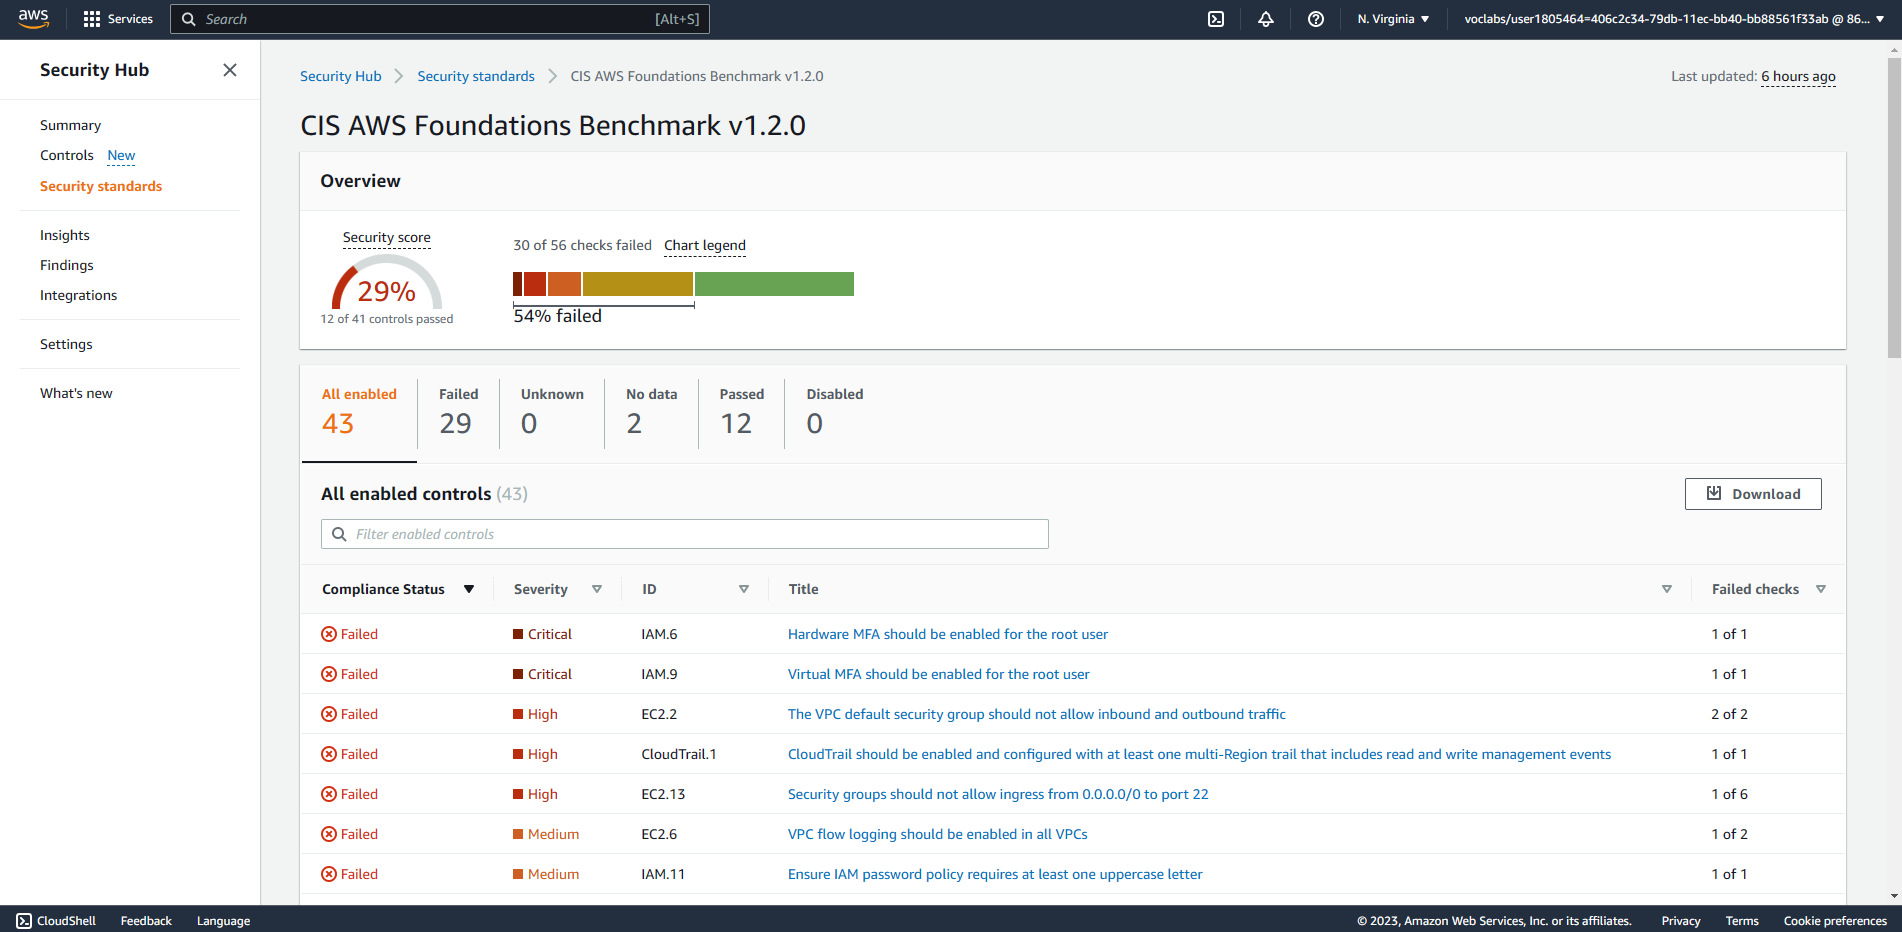 aws Services Search [Alt+S] N. Virginia voclabs/user1805464=406c2c34-79db-11ec-bb40-bb88561f33ab @ 86...
Security Hub
Summary
Controls New
Security standards
Insights
Findings
Integrations
Settings
What's new
Security Hub Security standards CIS AWS Foundations Benchmark v1.2.0 Last updated: 6 hours ago
CIS AWS Foundations Benchmark v1.2.0
Overview
Security score
29%
12 of 41 controls passed
30 of 56 checks failed Chart legend
54% failed
All enabled Failed Unknown No data Passed Disabled
43 29 0 2 12 0
All enabled controls (43) Download
Filter enabled controls
Compliance Status Severity ID Title Failed checks
Failed Critical IAM.6 Hardware MFA should be enabled for the root user 1 of 1
Failed Critical IAM.9 Virtual MFA should be enabled for the root user 1 of 1
Failed High EC2.2 The VPC default security group should not allow inbound and outbound traffic 2 of 2
Failed High CloudTrail.1 CloudTrail should be enabled and configured with at least one multi-Region trail that includes read and write management events 1 of 1
Failed High EC2.13 Security groups should not allow ingress from 0.0.0.0/0 to port 22 1 of 6
Failed Medium EC2.6 VPC flow logging should be enabled in all VPCs 1 of 2
Failed Medium IAM.11 Ensure IAM password policy requires at least one uppercase letter 1 of 1
CloudShell Feedback Language © 2023, Amazon Web Services, Inc. or its affiliates. Privacy Terms Cookie preferences